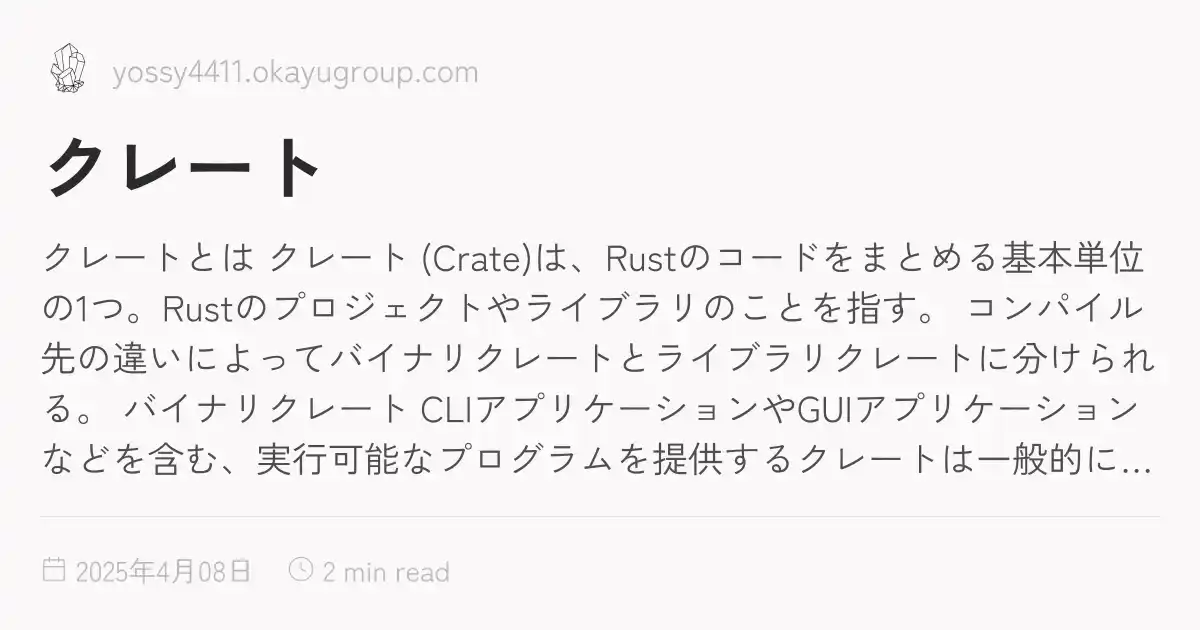 yossy4411.okayugroup.com
クレート
クレートとは クレート (Crate)は、Rustのコードをまとめる基本単位
の1つ。Rustのプロジェクトやライブラリのことを指す。 コンパイル
先の違いによってバイナリクレートとライブラリクレートに分けられ
る。 バイナリクレート CLIアプリケーションやGUIアプリケーション
などを含む、実行可能なプログラムを提供するクレートは一般的に...
2025年4月08日 2 min read